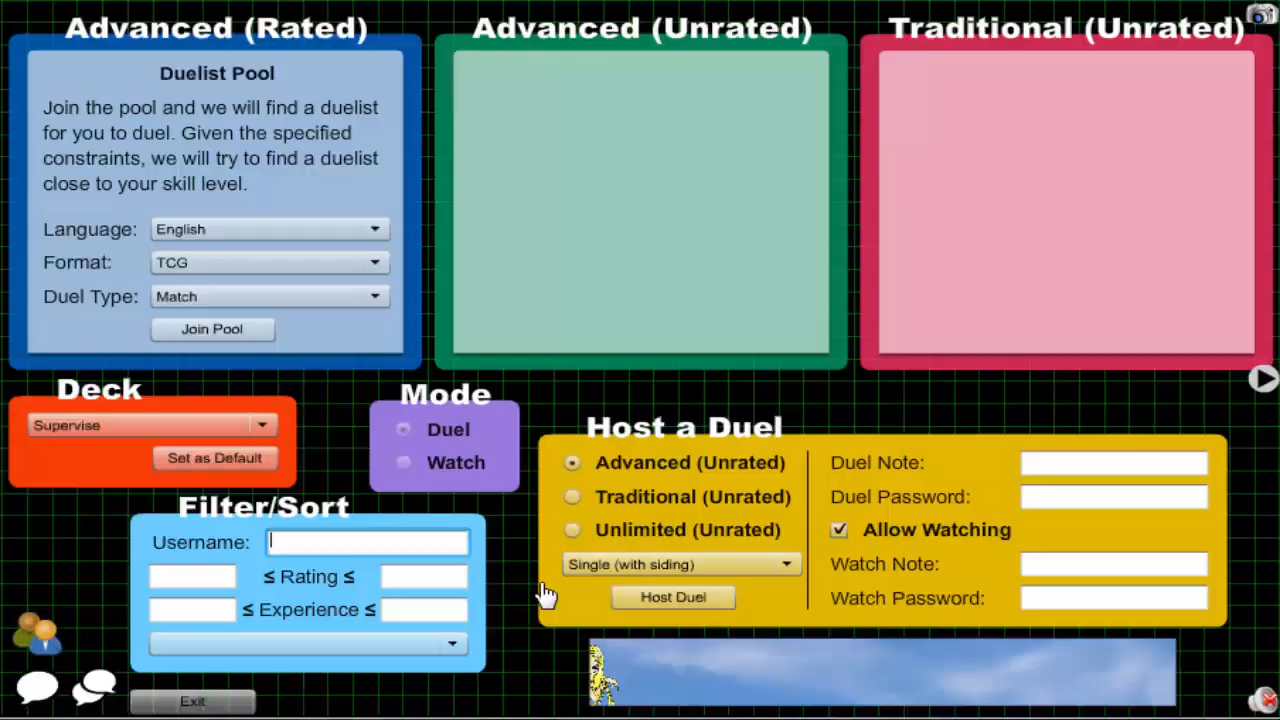 Advanced (Rated)
Duelist Pool
Join the pool and we will find a duelist
for you to duel. Given the specified
constraints, we will try to find a duelist
close to your skill level.
Language: English
Format: TCG
Duel Type: Match
Join Pool
Advanced (Unrated)
Traditional (Unrated)
Deck
Supervise
Set as Default
Mode
Duel
Watch
Filter/Sort
Username:
≤ Rating ≤
≤ Experience ≤
Exit
Host a Duel
Advanced (Unrated)
Traditional (Unrated)
Unlimited (Unrated)
Single (with siding)
Host Duel
Duel Note:
Duel Password:
Allow Watching
Watch Note:
Watch Password: